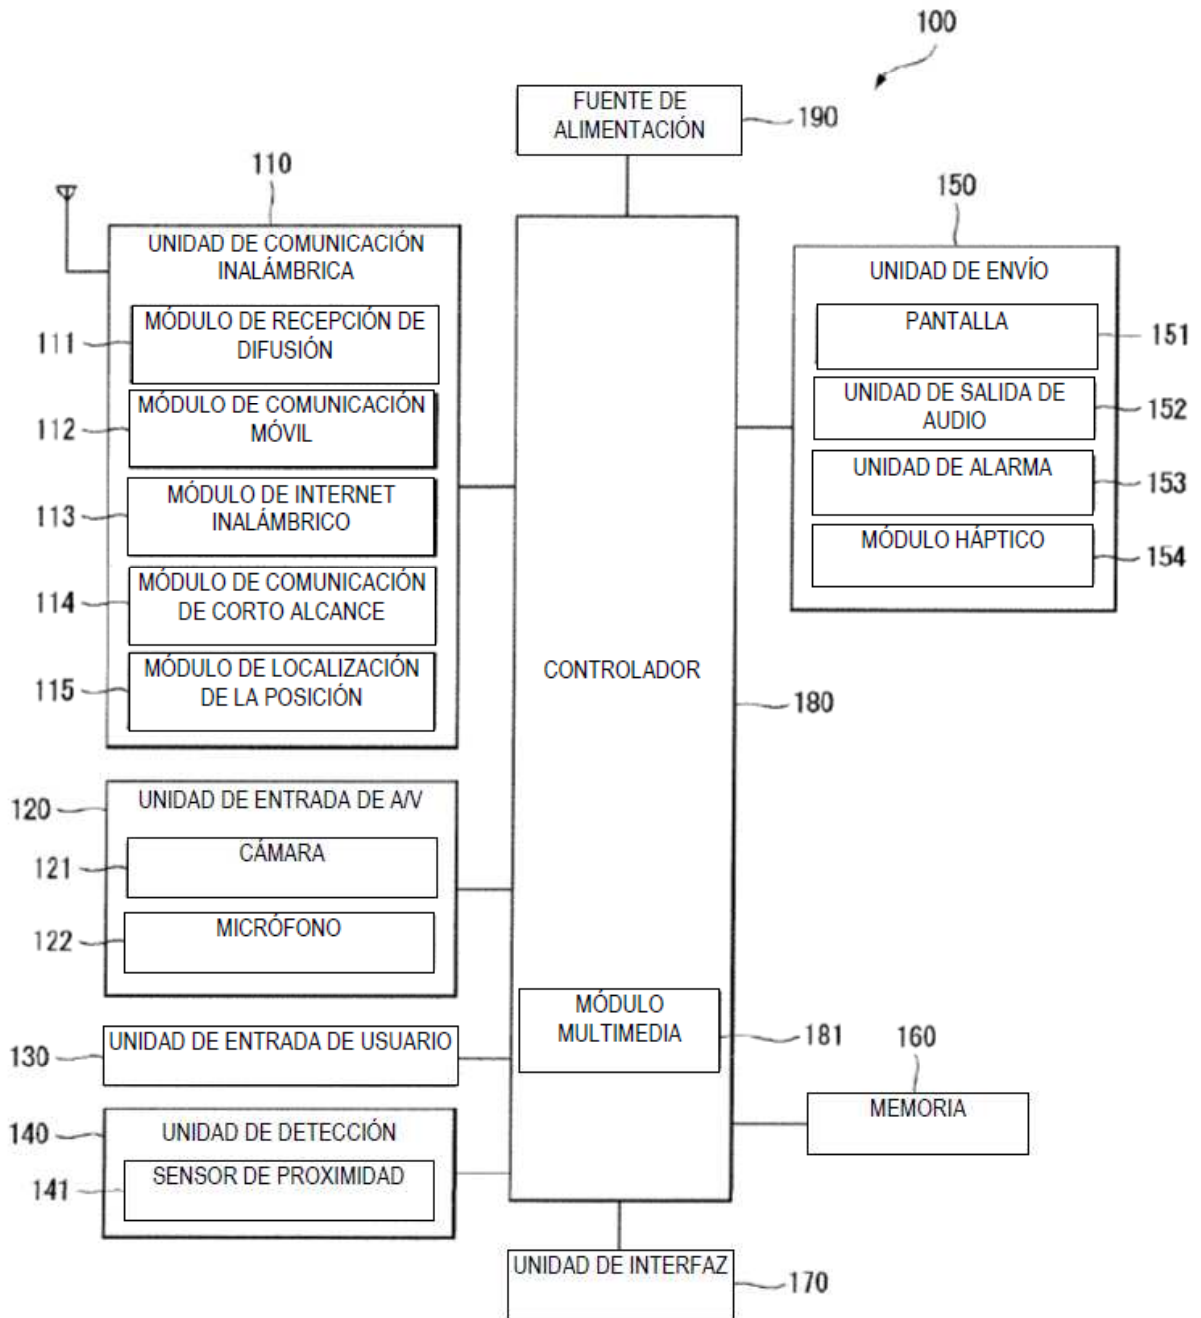 100
FUENTE DE
ALIMENTACIÓN
190
110
UNIDAD DE COMUNICACIÓN
INALÁMBRICA
MÓDULO DE RECEPCIÓN DE
DIFUSIÓN
111
MÓDULO DE COMUNICACIÓN
MÓVIL
112
MÓDULO DE INTERNET
INALÁMBRICO
113
MÓDULO DE COMUNICACIÓN
DE CORTO ALCANCE
114
MÓDULO DE LOCALIZACIÓN
DE LA POSICIÓN
115
150
UNIDAD DE ENVÍO
PANTALLA
151
UNIDAD DE SALIDA DE
AUDIO
152
UNIDAD DE ALARMA
153
MÓDULO HÁPTICO
154
CONTROLADOR
180
120
UNIDAD DE ENTRADA DE A/V
CÁMARA
121
MICRÓFONO
122
MÓDULO
MULTIMEDIA
181
130
UNIDAD DE ENTRADA DE USUARIO
160
MEMORIA
140
UNIDAD DE DETECCIÓN
SENSOR DE PROXIMIDAD
141
UNIDAD DE INTERFAZ
170